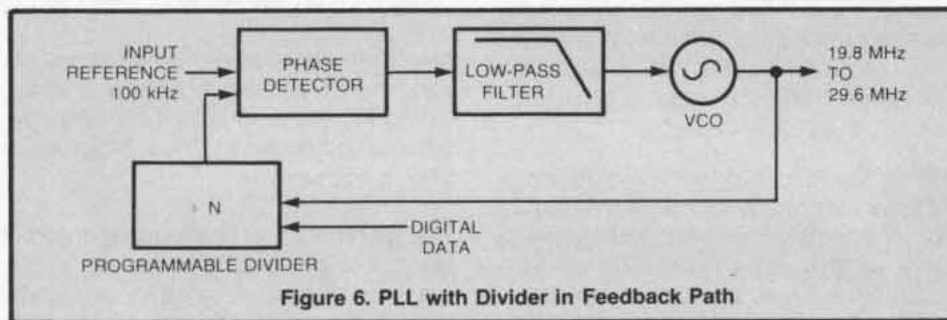 INPUT
REFERENCE
100 kHz
PHASE
DETECTOR
LOW-PASS
FILTER
VCO
19.8 MHz
TO
29.6 MHz
÷ N
DIGITAL
DATA
PROGRAMMABLE DIVIDER
Figure 6. PLL with Divider in Feedback Path